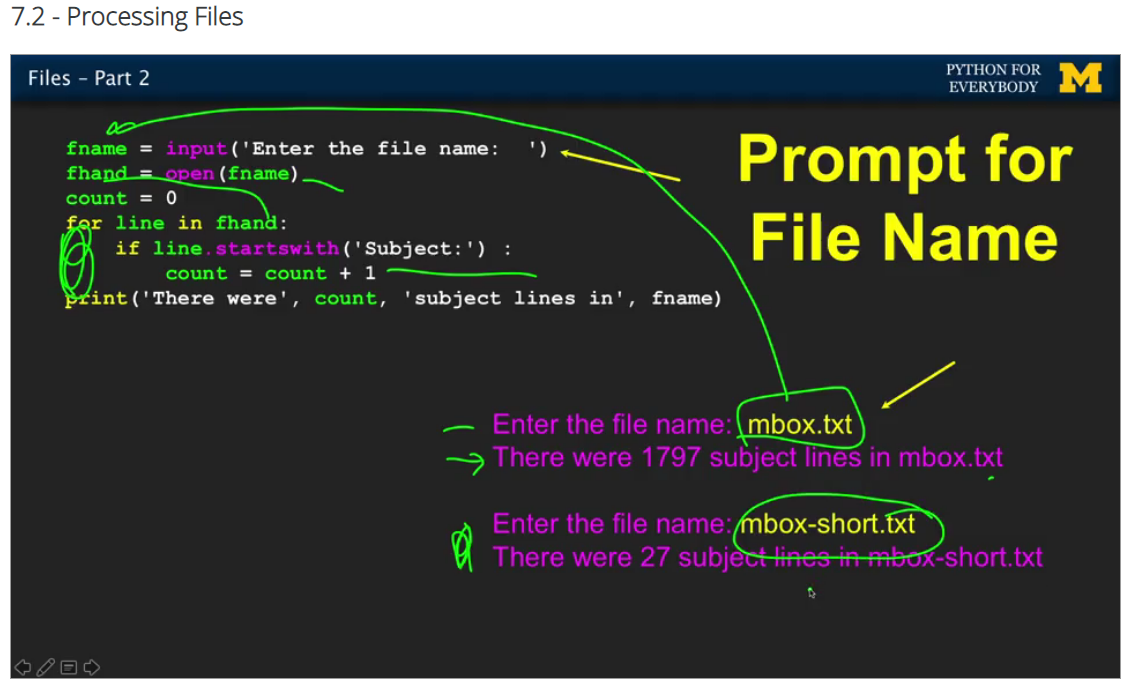 7.2 - Processing Files
Files - Part 2
PYTHON FOR
EVERYBODY
M
fname = input('Enter the file name:  ')
fhand = open(fname)
count = 0
for line in fhand:
    if line.startswith('Subject:') :
        count = count + 1
print('There were', count, 'subject lines in', fname)
Prompt for
File Name
Enter the file name: mbox.txt
There were 1797 subject lines in mbox.txt
Enter the file name: mbox-short.txt
There were 27 subject lines in mbox-short.txt